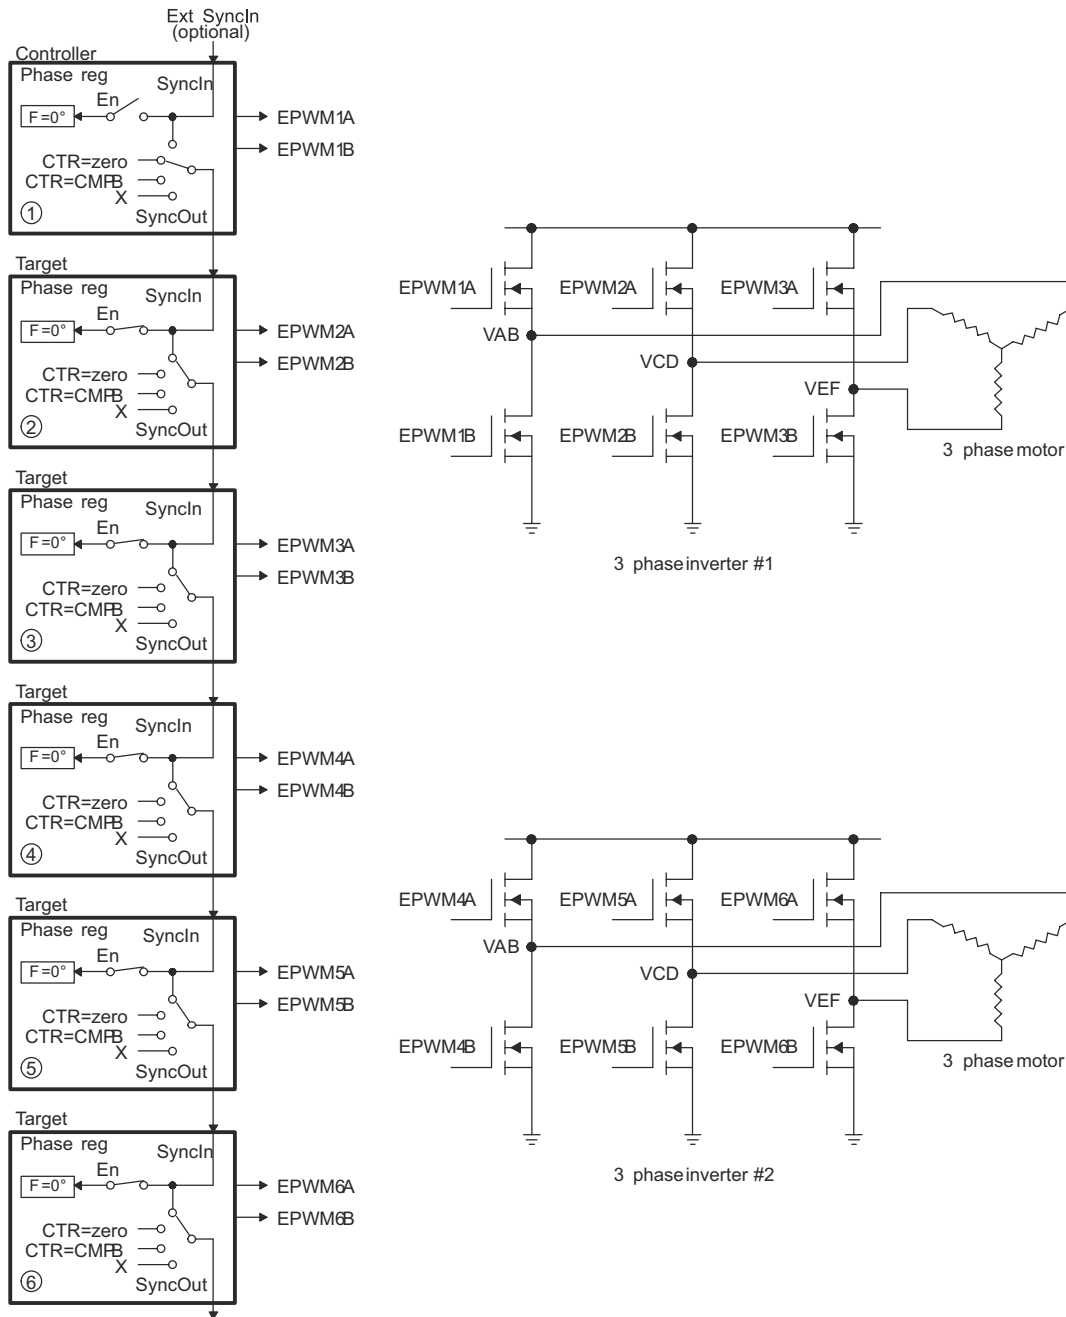 Ext SyncIn
(optional)
Controller
Phase reg
SyncIn
En
F=0°
EPWM1A
EPWM1B
CTR=zero
CTR=CMPB
X
SyncOut
1
Target
Phase reg
SyncIn
En
F=0°
EPWM2A
EPWM2B
CTR=zero
CTR=CMPB
X
SyncOut
2
Target
Phase reg
SyncIn
En
F=0°
EPWM3A
EPWM3B
CTR=zero
CTR=CMPB
X
SyncOut
3
Target
Phase reg
SyncIn
En
F=0°
EPWM4A
EPWM4B
CTR=zero
CTR=CMPB
X
SyncOut
4
Target
Phase reg
SyncIn
En
F=0°
EPWM5A
EPWM5B
CTR=zero
CTR=CMPB
X
SyncOut
5
Target
Phase reg
SyncIn
En
F=0°
EPWM6A
EPWM6B
CTR=zero
CTR=CMPB
X
SyncOut
6
EPWM1A
EPWM2A
EPWM3A
VAB
VCD
VEF
EPWM1B
EPWM2B
EPWM3B
3 phase motor
3 phase inverter #1
EPWM4A
EPWM5A
EPWM6A
VAB
VCD
VEF
EPWM4B
EPWM5B
EPWM6B
3 phase motor
3 phase inverter #2